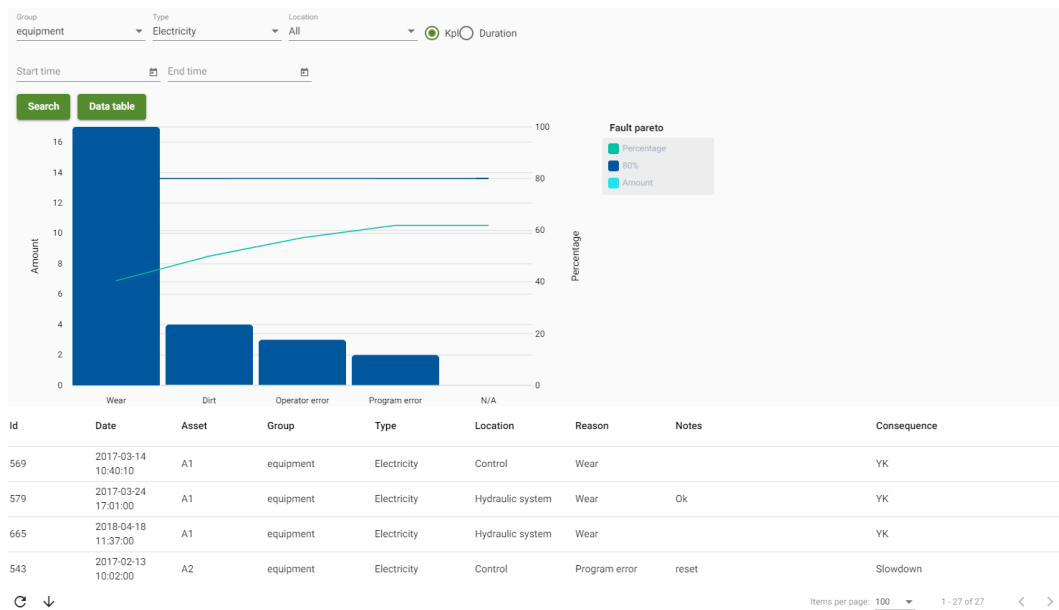 Group Type Location
equipment Electricity All Kpl Duration
Start time End time
Search Data table
100 Fault pareto
16 Percentage
14 80 80%
12 Amount
10 60
8
6 40
4
2 20
0 0
Amount
Percentage
Wear Dirt Operator error Program error N/A
Id Date Asset Group Type Location Reason Notes Consequence
569 2017-03-14 10:40:10 A1 equipment Electricity Control Wear YK
579 2017-03-24 17:01:00 A1 equipment Electricity Hydraulic system Wear Ok YK
665 2018-04-18 11:37:00 A1 equipment Electricity Hydraulic system Wear YK
543 2017-02-13 10:02:00 A2 equipment Electricity Control Program error reset Slowdown
Items per page: 100 1 - 27 of 27